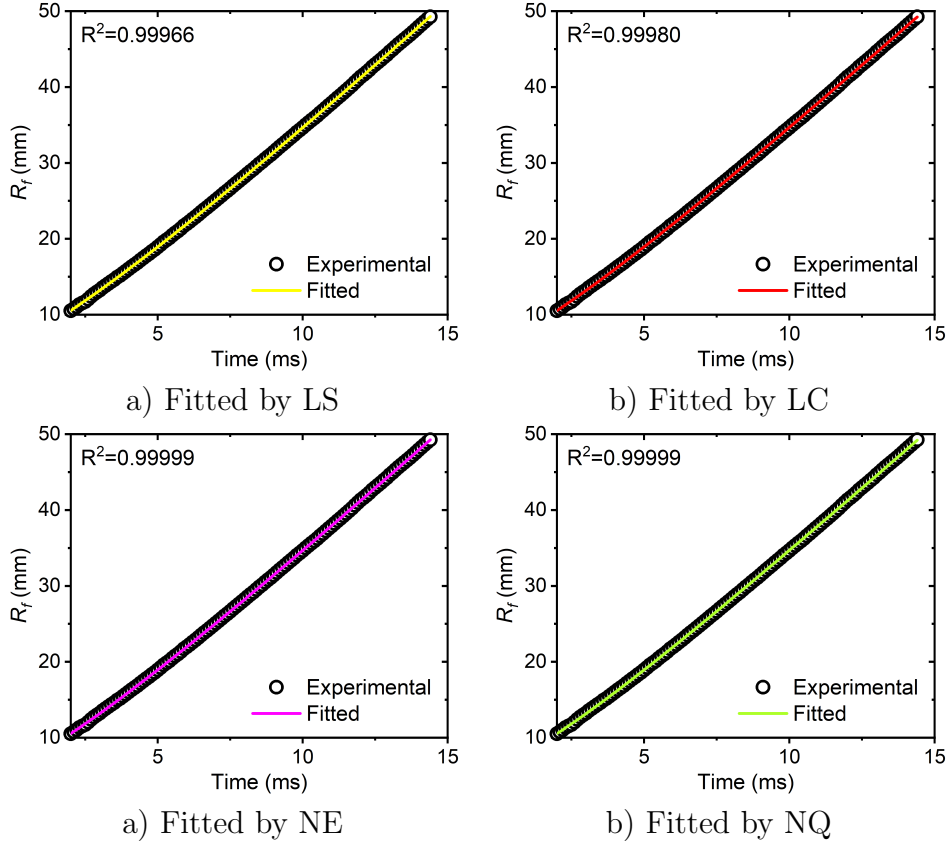 R²=0.99966
50
40
30
20
10
R_f (mm)
Experimental
Fitted
5 10 15
Time (ms)
a) Fitted by LS
R²=0.99980
50
40
30
20
10
R_f (mm)
Experimental
Fitted
5 10 15
Time (ms)
b) Fitted by LC
R²=0.99999
50
40
30
20
10
R_f (mm)
Experimental
Fitted
5 10 15
Time (ms)
a) Fitted by NE
R²=0.99999
50
40
30
20
10
R_f (mm)
Experimental
Fitted
5 10 15
Time (ms)
b) Fitted by NQ